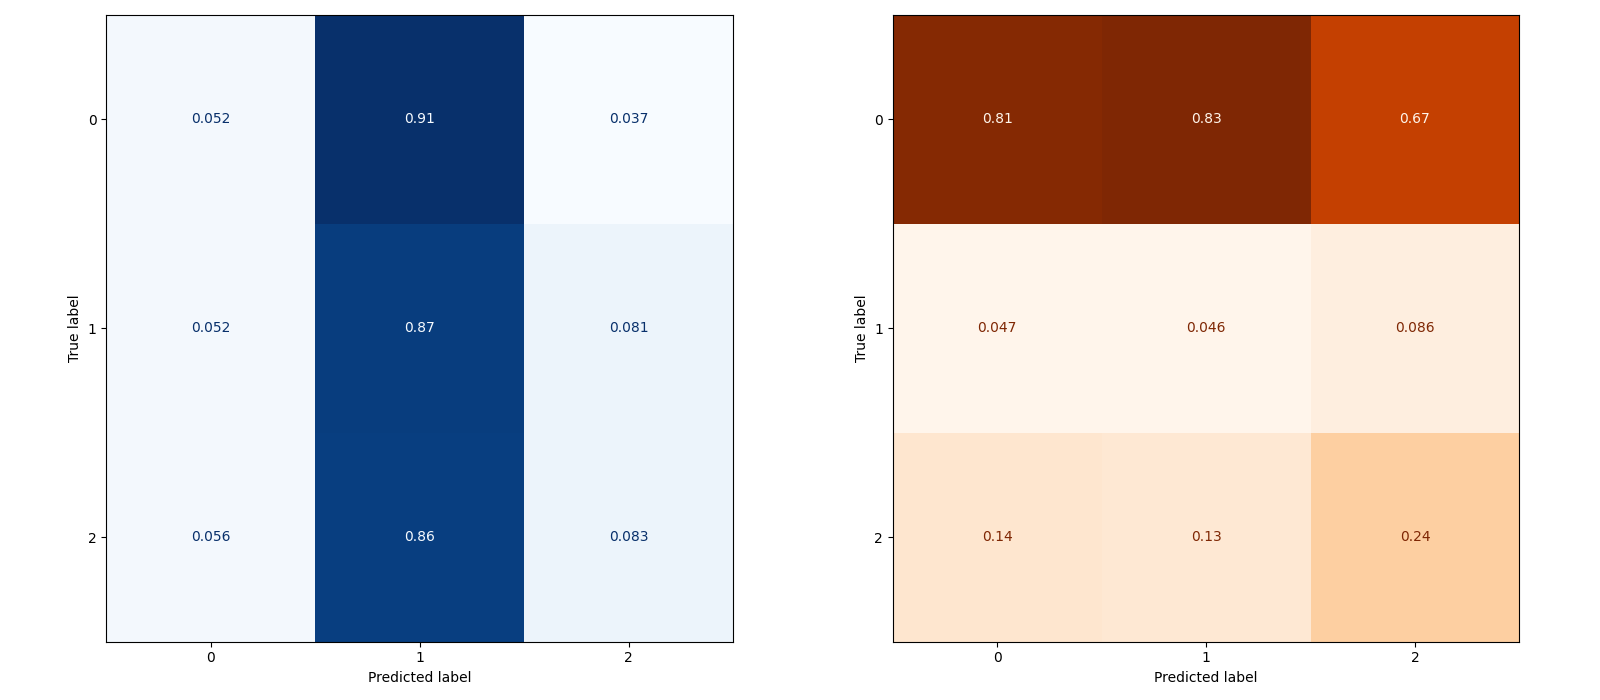 0 0.052 0.91 0.037
1 0.052 0.87 0.081
2 0.056 0.86 0.083
0 1 2
True label
Predicted label
0 0.81 0.83 0.67
1 0.047 0.046 0.086
2 0.14 0.13 0.24
0 1 2
True label
Predicted label